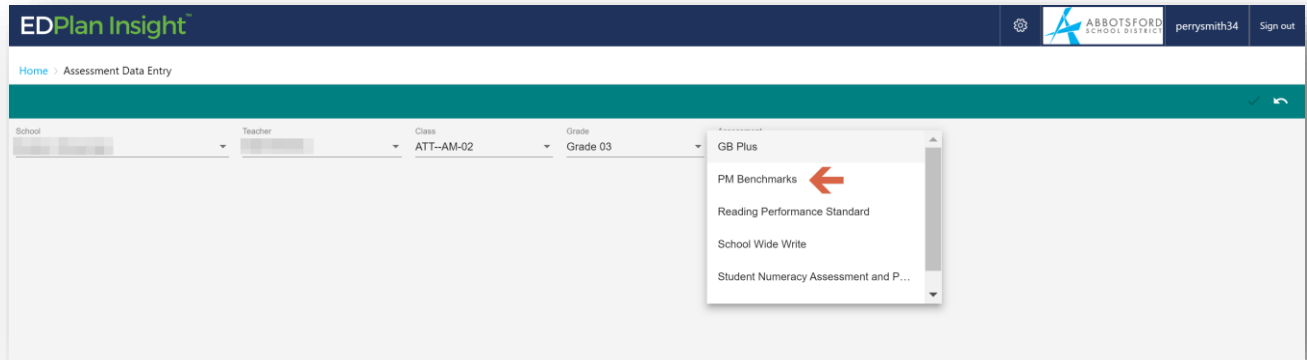 EDPlan Insight™
ABBOTSFORD
SCHOOL DISTRICT
perrysmith34
Sign out
Home > Assessment Data Entry
School
Teacher
Class
Grade
ATT--AM-02
Grade 03
GB Plus
PM Benchmarks
Reading Performance Standard
School Wide Write
Student Numeracy Assessment and P...